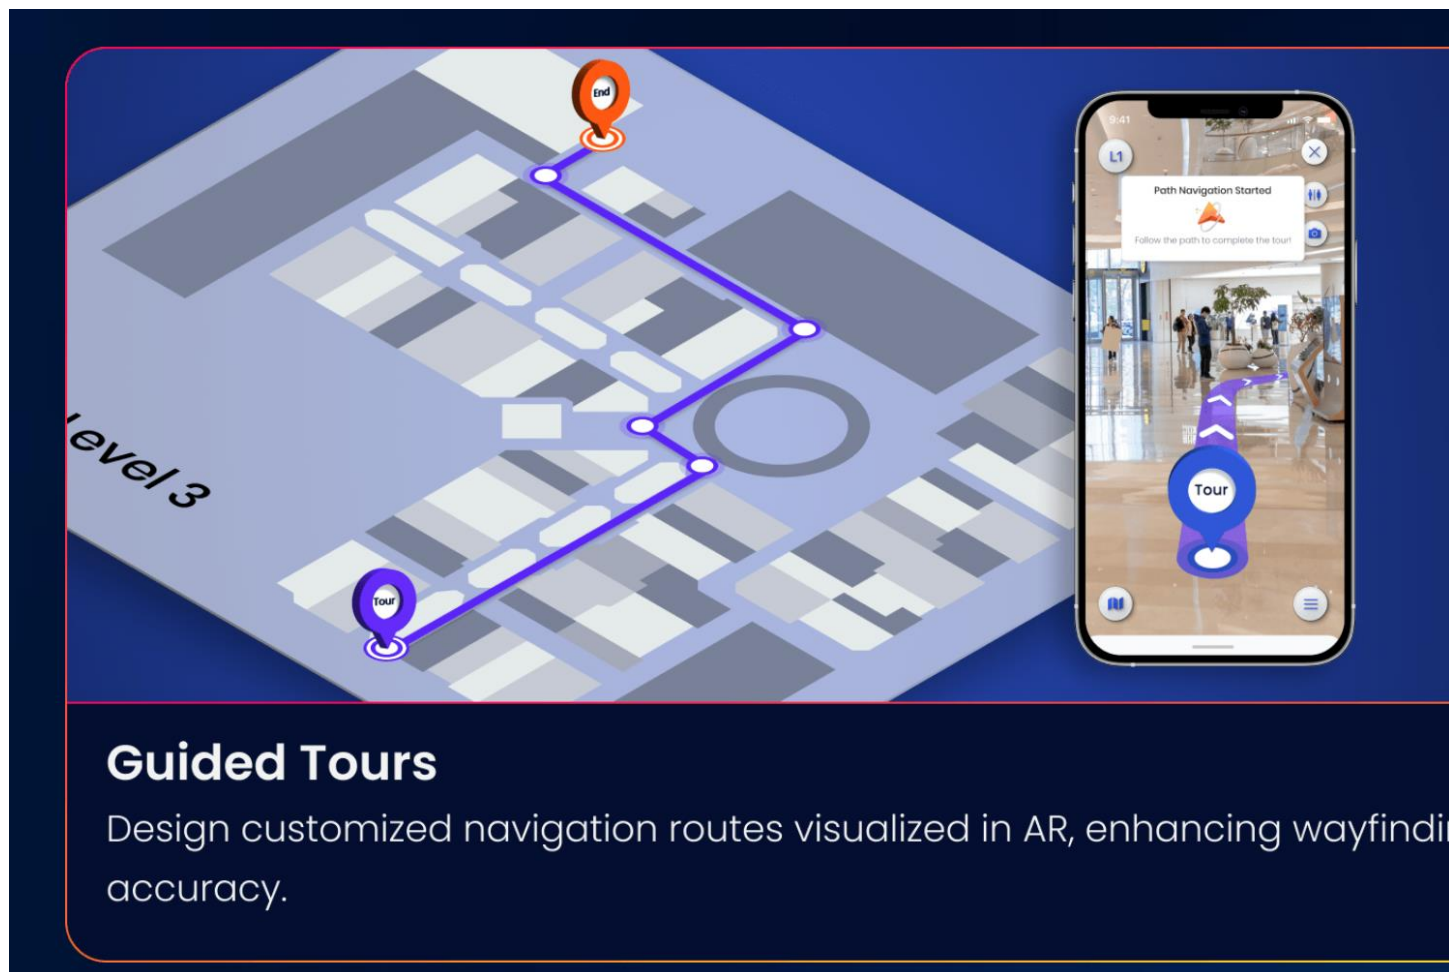 End
Level 3
Tour
9:41
L1
Path Navigation Started
Follow the path to complete the tour!
Tour
Guided Tours
Design customized navigation routes visualized in AR, enhancing
accuracy.